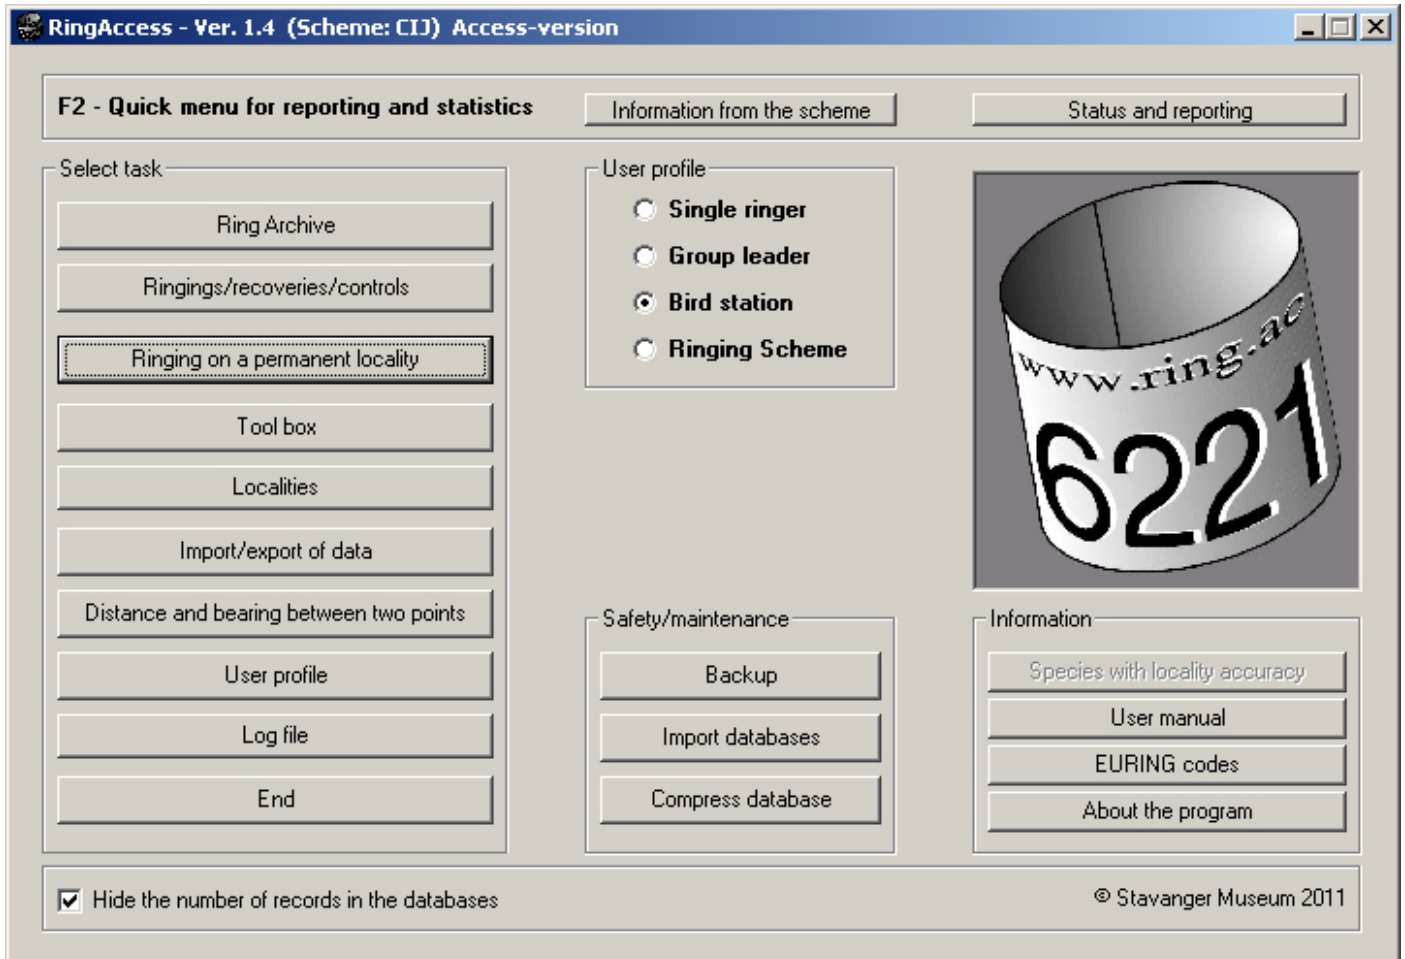 RingAccess - Ver. 1.4 (Scheme: CIJ) Access-version
F2 - Quick menu for reporting and statistics
Information from the scheme
Status and reporting
Select task
Ring Archive
Ringings/recoveries/controls
Ringing on a permanent locality
Tool box
Localities
Import/export of data
Distance and bearing between two points
User profile
Log file
End
User profile
Single ringer
Group leader
Bird station
Ringing Scheme
www.ring.ac
6221
Safety/maintenance
Backup
Import databases
Compress database
Information
Species with locality accuracy
User manual
EURING codes
About the program
Hide the number of records in the databases
© Stavanger Museum 2011